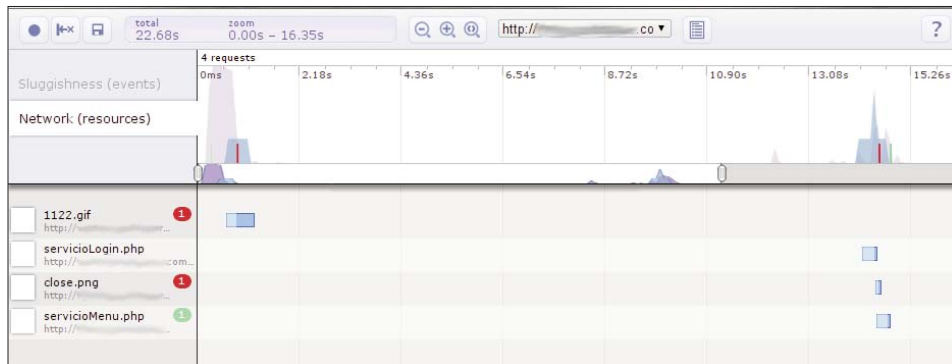 total
22.68s
zoom
0.00s – 16.35s
http:// .co ▼
?
4 requests
0ms 2.18s 4.36s 6.54s 8.72s 10.90s 13.08s 15.26s
Sluggishness (events)
Network (resources)
1122.gif 1
http:// ...
servicioLogin.php
http:// com...
close.png 1
http:// ...
servicioMenu.php 1
http://